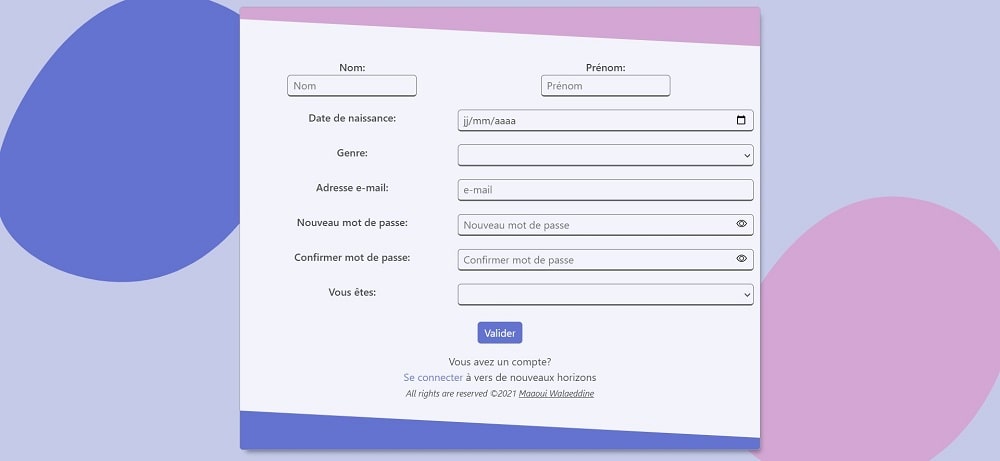 Nom: Prénom:
Nom Prénom
Date de naissance: jj/mm/aaaa
Genre:
Adresse e-mail: e-mail
Nouveau mot de passe: Nouveau mot de passe
Confirmer mot de passe: Confirmer mot de passe
Vous êtes:
Valider
Vous avez un compte?
Se connecter à vers de nouveaux horizons
All rights are reserved ©2021 Maaoui Walaeddine